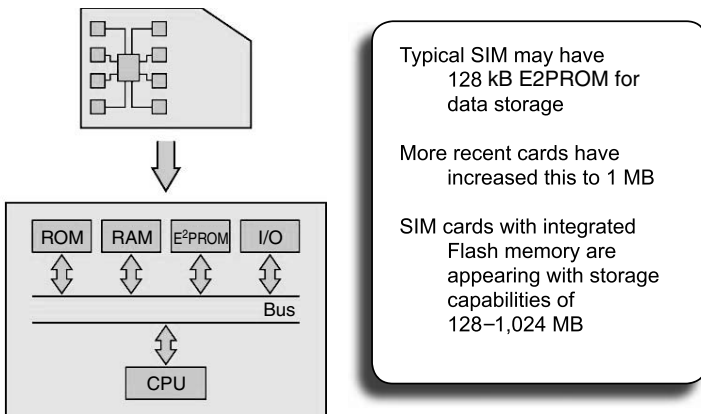 ROM RAM E²PROM I/O
Bus
CPU
Typical SIM may have
128 kB E2PROM for
data storage
More recent cards have
increased this to 1 MB
SIM cards with integrated
Flash memory are
appearing with storage
capabilities of
128–1,024 MB